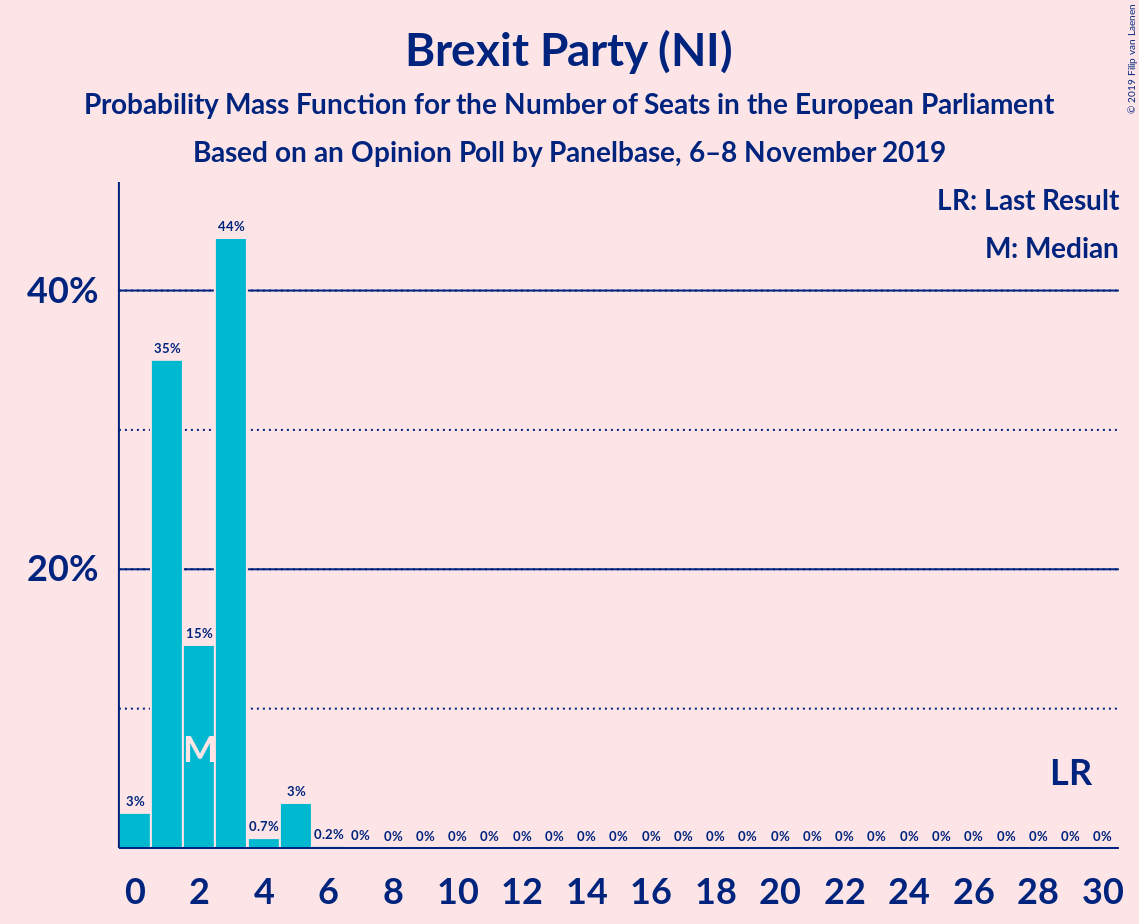 Brexit Party (NI)
Probability Mass Function for the Number of Seats in the European Parliament
Based on an Opinion Poll by Panelbase, 6–8 November 2019
© 2019 Filip van Laenen
LR: Last Result
M: Median
40%
20%
3% 35% 15% 44% 0.7% 3% 0.2% 0% 0% 0% 0% 0% 0% 0% 0% 0% 0% 0% 0% 0% 0% 0% 0% 0% 0% 0% 0% 0% 0% 0% 0%
M
LR
0 2 4 6 8 10 12 14 16 18 20 22 24 26 28 30